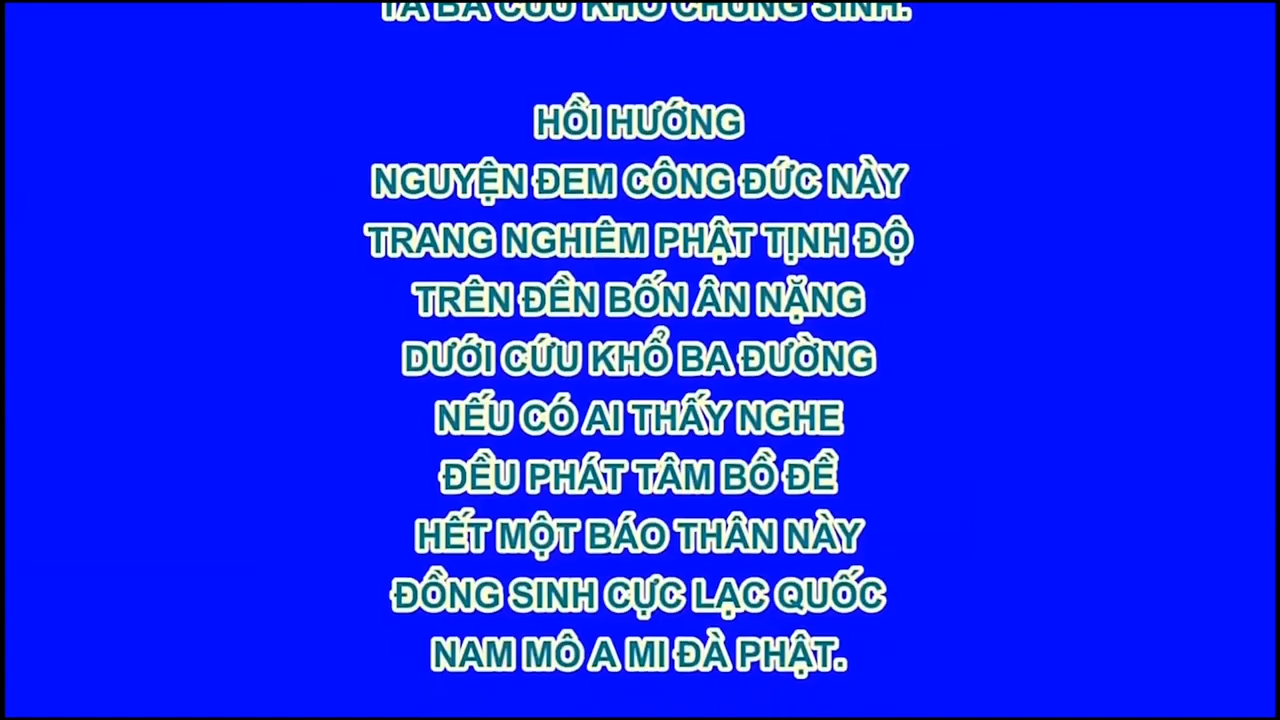 TA BÀ CỨU KHỔ CHÚNG SINH.
HỒI HƯỚNG
NGUYỆN ĐEM CÔNG ĐỨC NÀY
TRANG NGHIÊM PHẬT TỊNH ĐỘ
TRÊN ĐỀN BỐN ÂN NẶNG
DƯỚI CỨU KHỔ BA ĐƯỜNG
NẾU CÓ AI THẤY NGHE
ĐỀU PHÁT TÂM BỒ ĐỀ
HẾT MỘT BÁO THÂN NÀY
ĐỒNG SINH CỰC LẠC QUỐC
NAM MÔ A MI ĐÀ PHẬT.